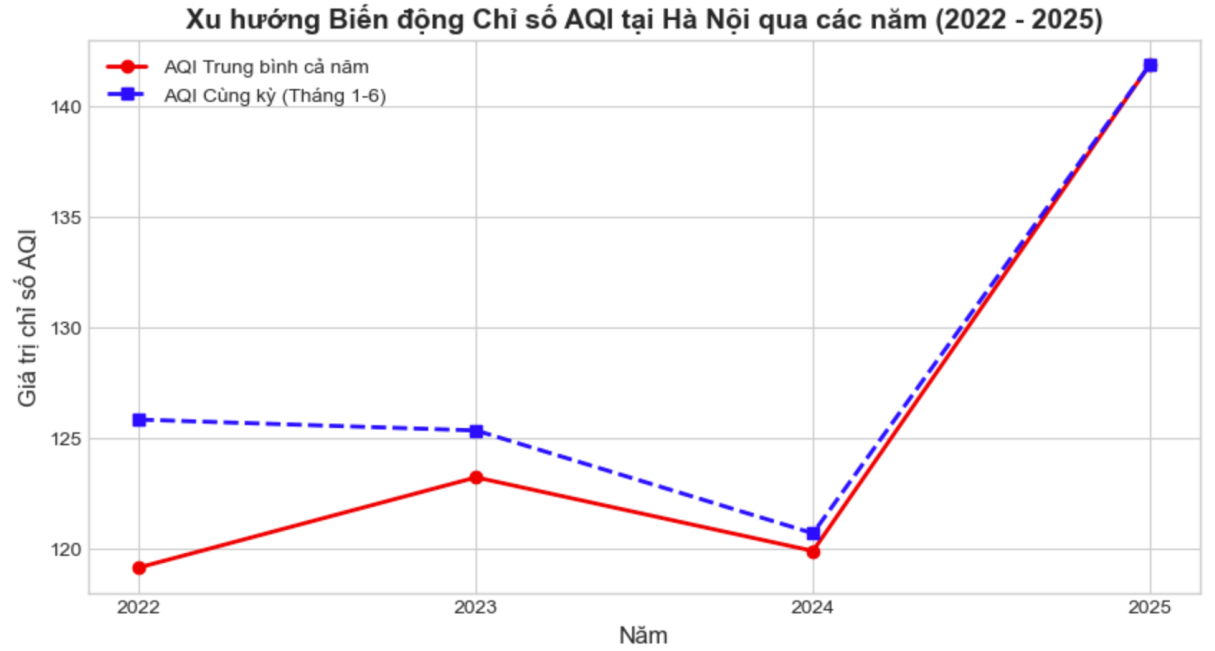 Xu hướng Biến động Chỉ số AQI tại Hà Nội qua các năm (2022 - 2025)
AQI Trung bình cả năm
AQI Cùng kỳ (Tháng 1-6)
Giá trị chỉ số AQI
140
135
130
125
120
2022
2023
2024
2025
Năm